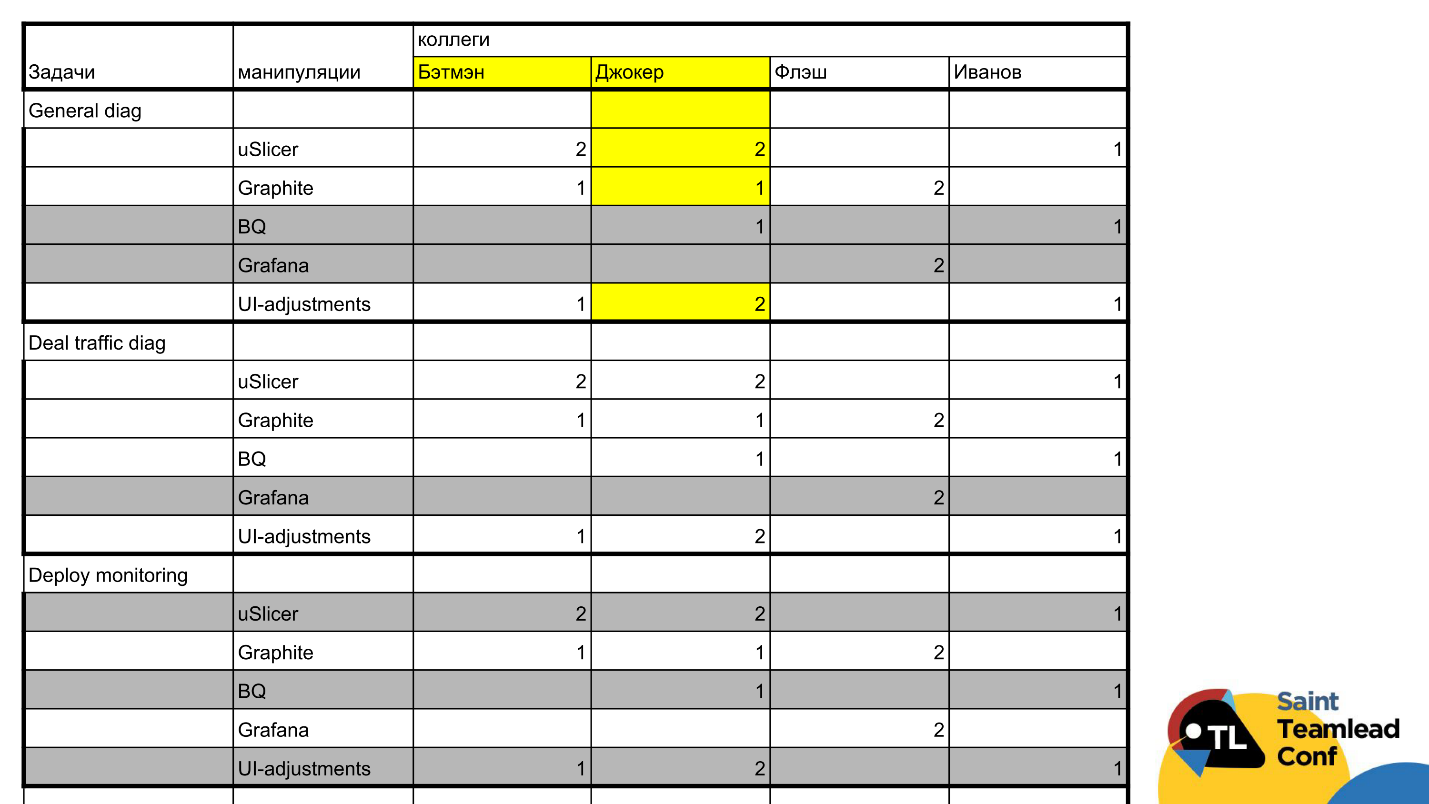 коллеги
Задачи манипуляции Бэтмэн Джокер Флэш Иванов
General diag
uSlicer 2 2 1
Graphite 1 1 2
BQ 1 1
Grafana 2
UI-adjustments 1 2 1
Deal traffic diag
uSlicer 2 2 1
Graphite 1 1 2
BQ 1 1
Grafana 2
UI-adjustments 1 2 1
Deploy monitoring
uSlicer 2 2 1
Graphite 1 1 2
BQ 1 1
Grafana 2
UI-adjustments 1 2 1
TL
Saint
Teamlead
Conf